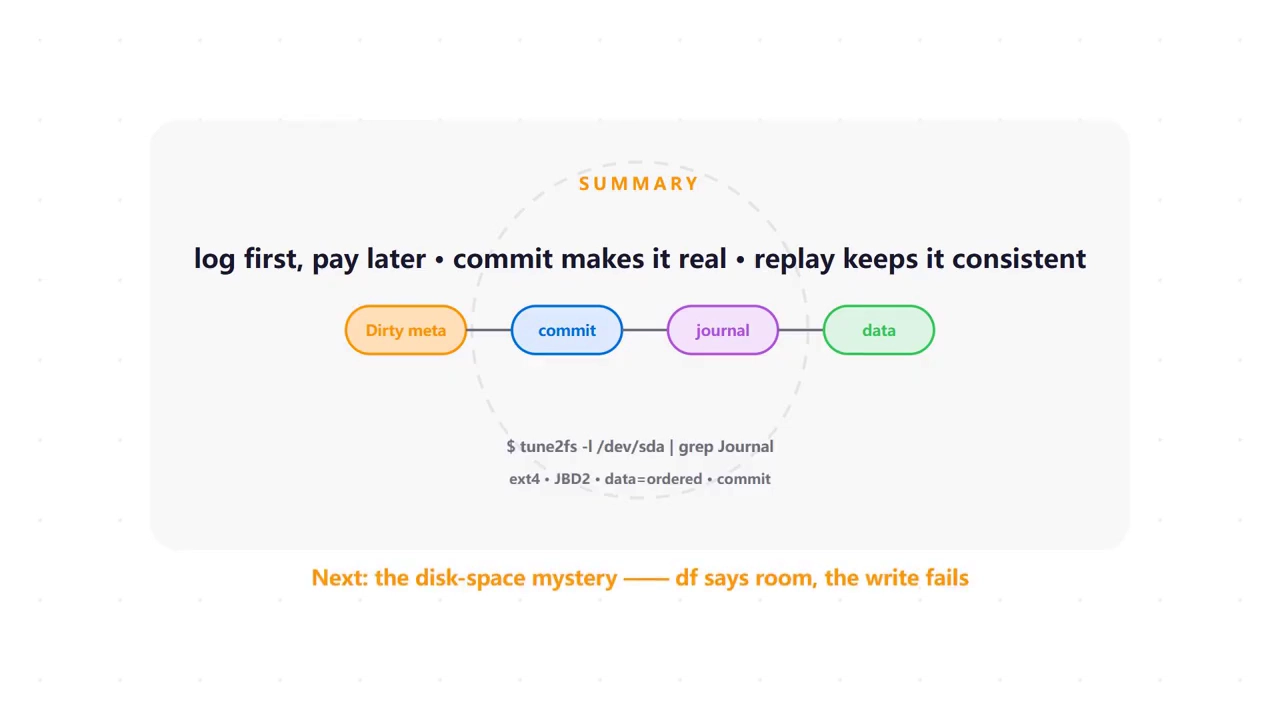 SUMMARY
log first, pay later • commit makes it real • replay keeps it consistent
Dirty meta commit journal data
$ tune2fs -l /dev/sda | grep Journal
ext4 • JBD2 • data=ordered • commit
Next: the disk-space mystery —— df says room, the write fails